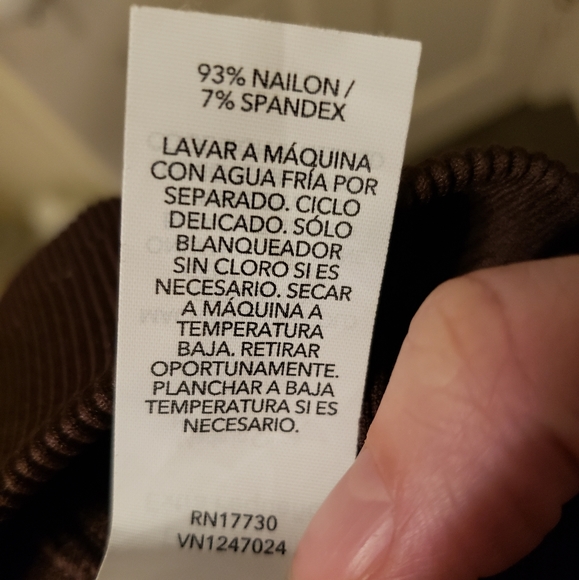 93% NAILON /
7% SPANDEX
LAVAR A MÁQUINA
CON AGUA FRÍA POR
SEPARADO. CICLO
DELICADO. SÓLO
BLANQUEADOR
SIN CLORO SI ES
NECESARIO. SECAR
A MÁQUINA A
TEMPERATURA
BAJA. RETIRAR
OPORTUNAMENTE.
PLANCHAR A BAJA
TEMPERATURA SI ES
NECESARIO.
RN17730
VN1247024